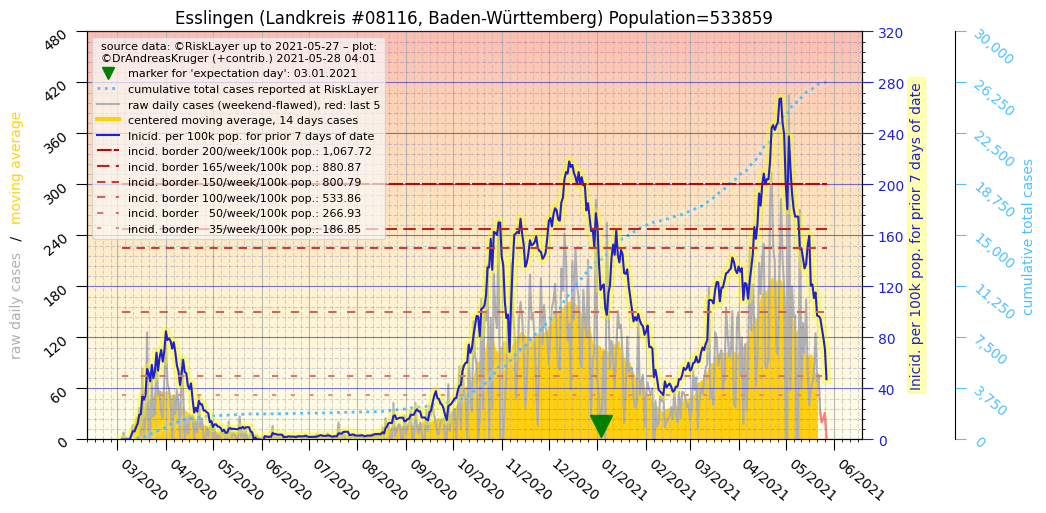 Esslingen (Landkreis #08116, Baden-Württemberg) Population=533859
source data: ©RiskLayer up to 2021-05-27 – plot:
©DrAndreasKruger (+contrib.) 2021-05-28 04:01
marker for 'expectation day': 03.01.2021
cumulative total cases reported at RiskLayer
raw daily cases (weekend-flawed), red: last 5
centered moving average, 14 days cases
Inicid. per 100k pop. for prior 7 days of date
incid. border 200/week/100k pop.: 1,067.72
incid. border 165/week/100k pop.: 880.87
incid. border 150/week/100k pop.: 800.79
incid. border 100/week/100k pop.: 533.86
incid. border   50/week/100k pop.: 266.93
incid. border   35/week/100k pop.: 186.85
raw daily cases / moving average
480
420
360
300
240
180
120
60
0
320
280
240
200
160
120
80
40
0
Inicid. per 100k pop. for prior 7 days of date
30,000
26,250
22,500
18,750
15,000
11,250
7,500
3,750
0
cumulative total cases
03/2020
04/2020
05/2020
06/2020
07/2020
08/2020
09/2020
10/2020
11/2020
12/2020
01/2021
02/2021
03/2021
04/2021
05/2021
06/2021